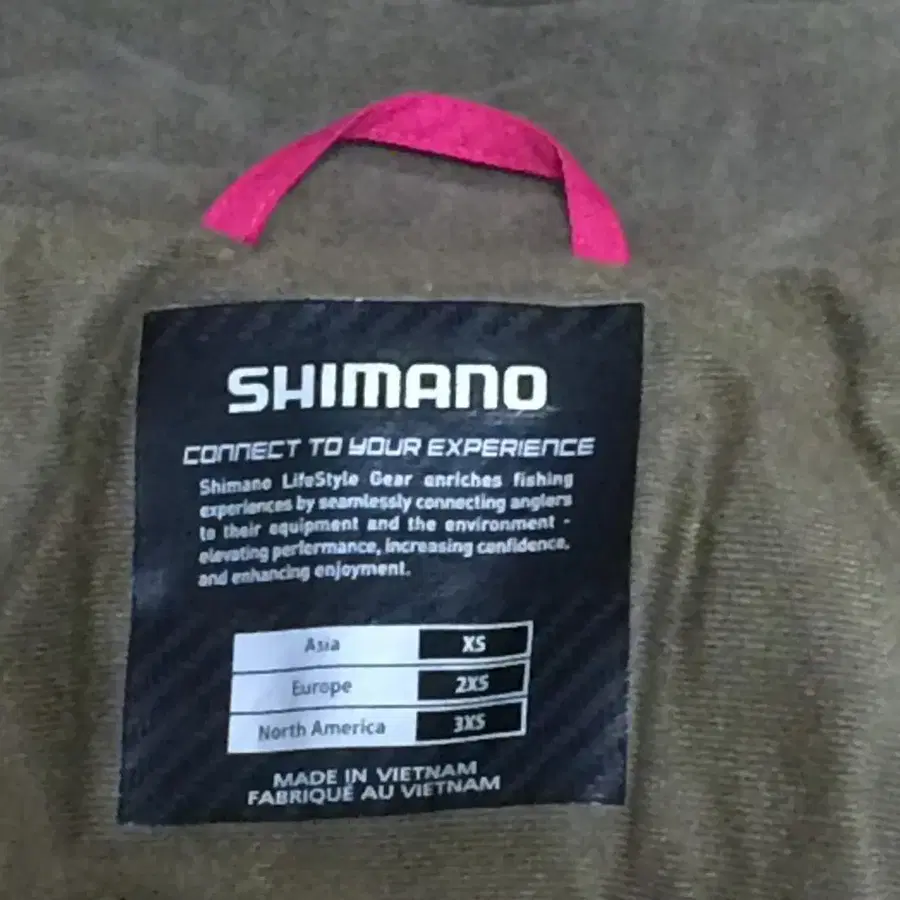 SHIMANO
CONNECT TO YOUR EXPERIENCE
Shimano LifeStyle Gear enriches fishing
experiences by seamlessly connecting anglers
to their equipment and the environment -
elevating performance, increasing confidence,
and enhancing enjoyment.
Asia XS
Europe 2XS
North America 3XS
MADE IN VIETNAM
FABRIQUÉ AU VIETNAM